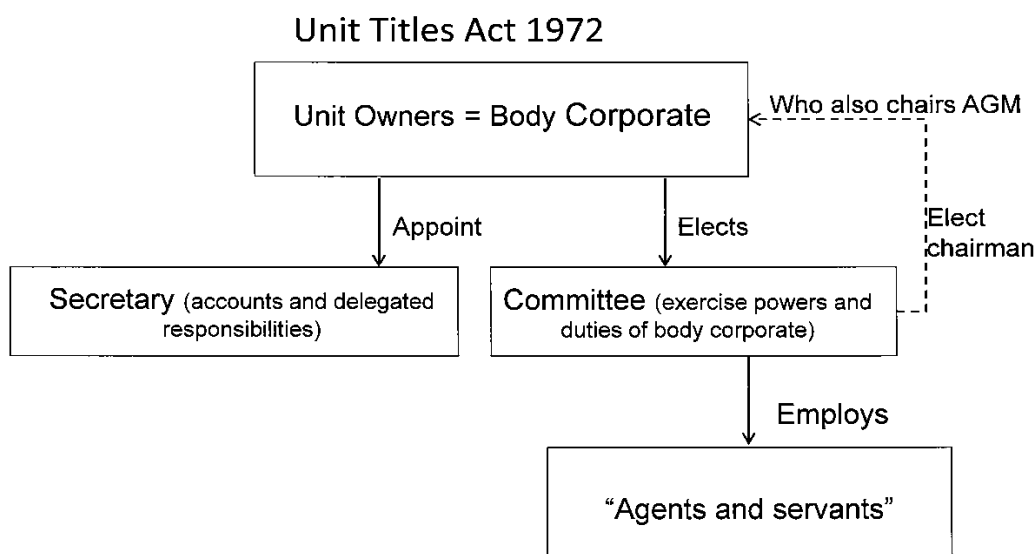 Unit Titles Act 1972
Unit Owners = Body Corporate
Who also chairs AGM
Appoint
Elects
Elect
chairman
Secretary (accounts and delegated
responsibilities)
Committee (exercise powers and
duties of body corporate)
Employs
“Agents and servants”